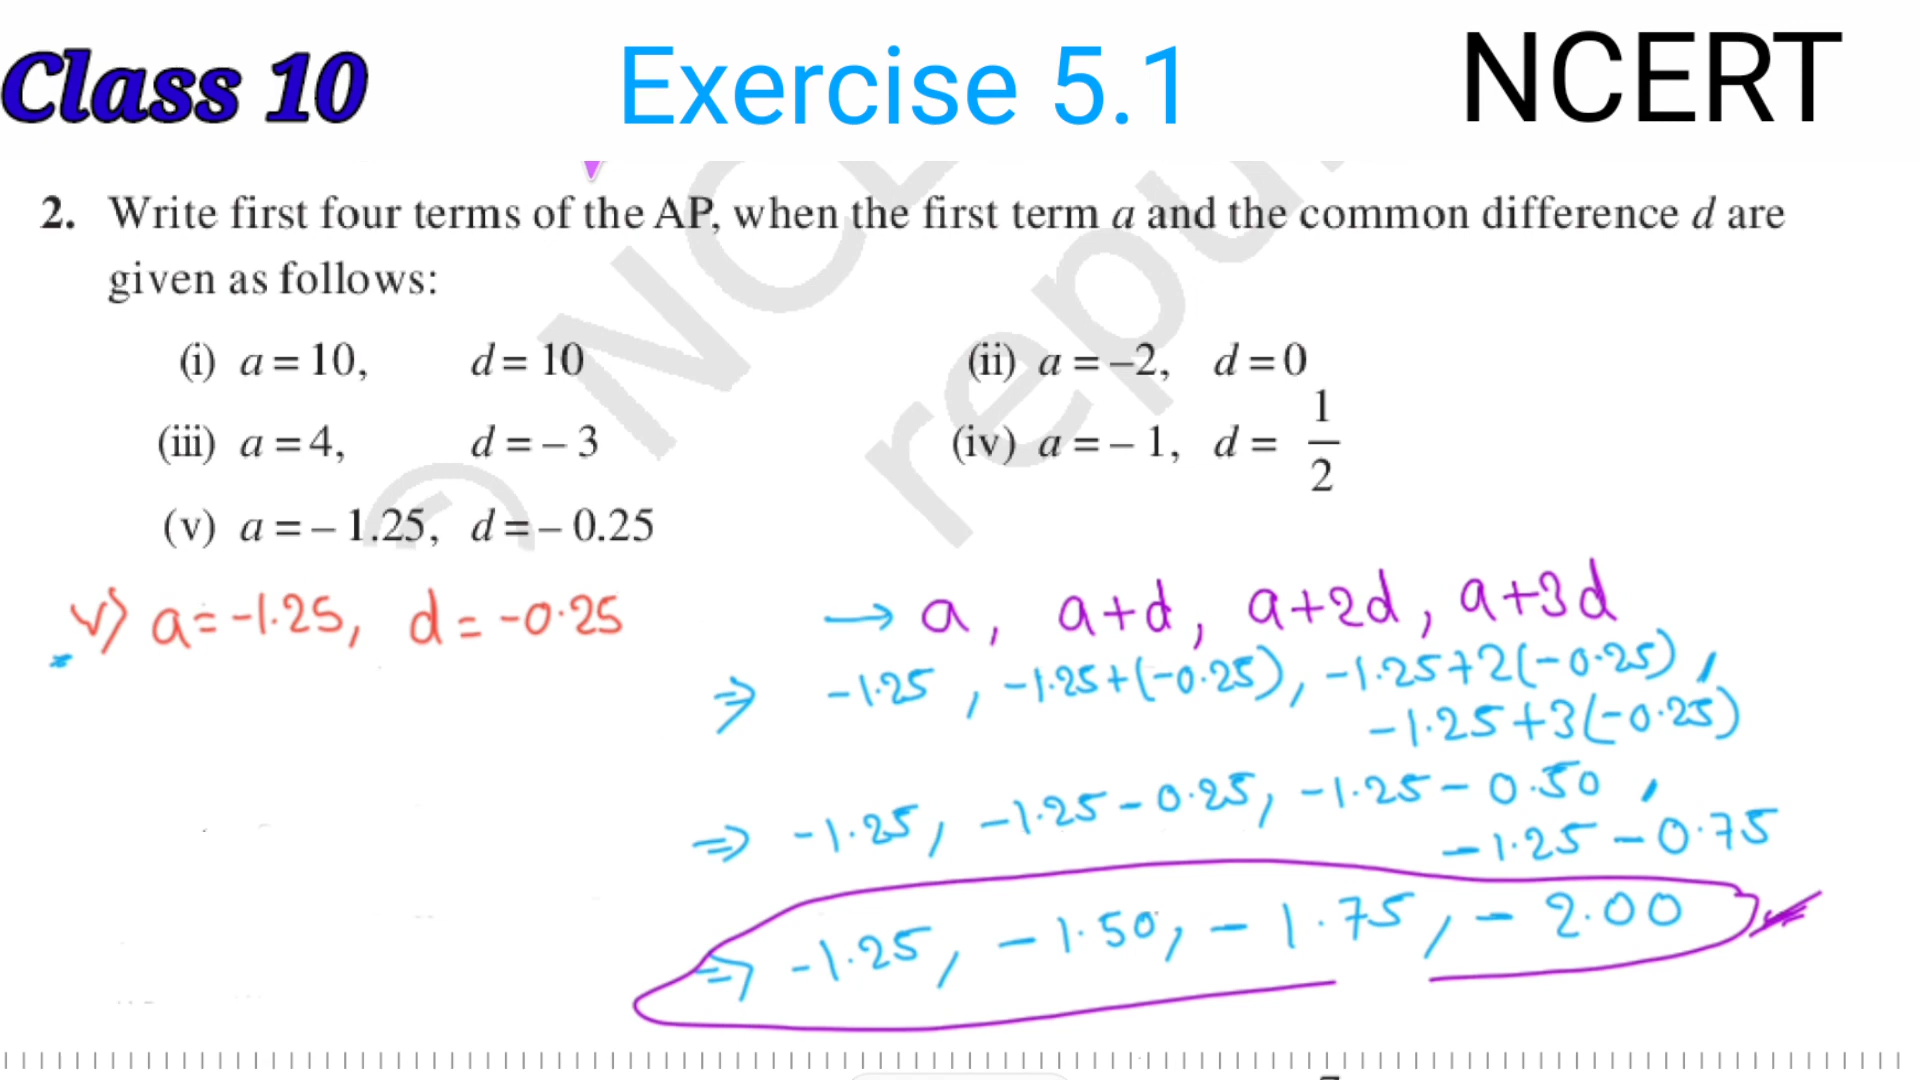 Class 10 Exercise 5.1 NCERT
2. Write first four terms of the AP, when the first term a and the common difference d are
given as follows:
(i) a = 10, d = 10 (ii) a = –2, d = 0
(iii) a = 4, d = – 3 (iv) a = – 1, d = 1/2
(v) a = – 1.25, d = – 0.25
v) a = -1.25, d = -0.25 → a, a+d, a+2d, a+3d
⇒ -1.25, -1.25+(-0.25), -1.25+2(-0.25),
-1.25+3(-0.25)
⇒ -1.25, -1.25-0.25, -1.25-0.50,
-1.25-0.75
⇒ -1.25, -1.50, -1.75, -2.00
© NCE
repu